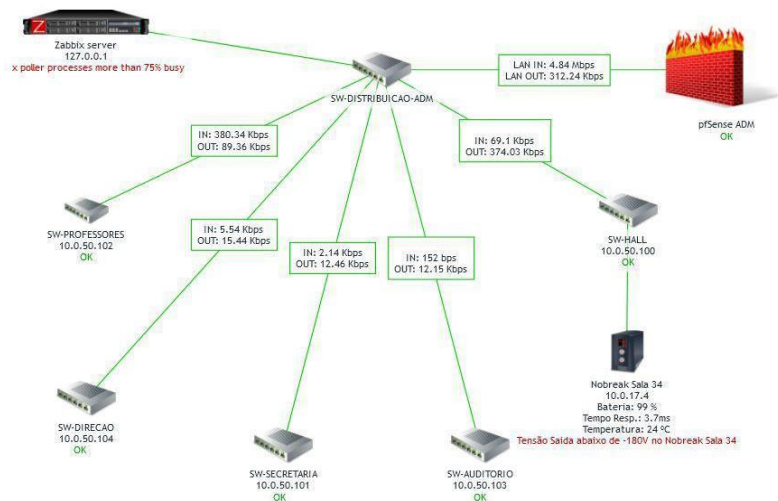 Z
Zabbix server
127.0.0.1
x poller processes more than 75% busy
SW-DISTRIBUICAO-ADM
LAN IN: 4.84 Mbps
LAN OUT: 312.24 Kbps
pfSense ADM
OK
IN: 380.34 Kbps
OUT: 89.36 Kbps
IN: 69.1 Kbps
OUT: 374.03 Kbps
SW-PROFESSORES
10.0.50.102
OK
IN: 5.54 Kbps
OUT: 15.44 Kbps
IN: 2.14 Kbps
OUT: 12.46 Kbps
IN: 152 bps
OUT: 12.15 Kbps
SW-HALL
10.0.50.100
OK
Nobreak Sala 34
10.0.17.4
Bateria: 99 %
Tempo Resp.: 3.7ms
Temperatura: 24 ºC
Tensão Saida abaixo de -180V no Nobreak Sala 34
SW-DIRECAO
10.0.50.104
OK
SW-SECRETARIA
10.0.50.101
OK
SW-AUDITORIO
10.0.50.103
OK